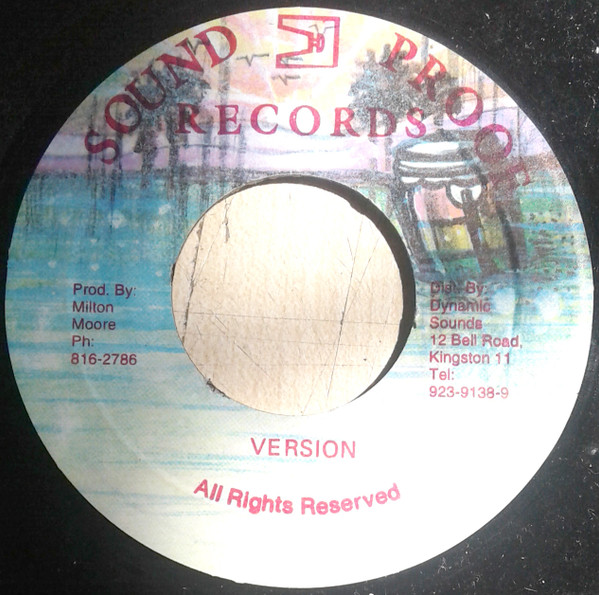 SOUND PROOF
RECORDS
Prod. By:
Milton
Moore
Ph:
816-2786
Dist. By:
Dynamic
Sounds
12 Bell Road,
Kingston 11
Tel:
923-9138-9
VERSION
All Rights Reserved